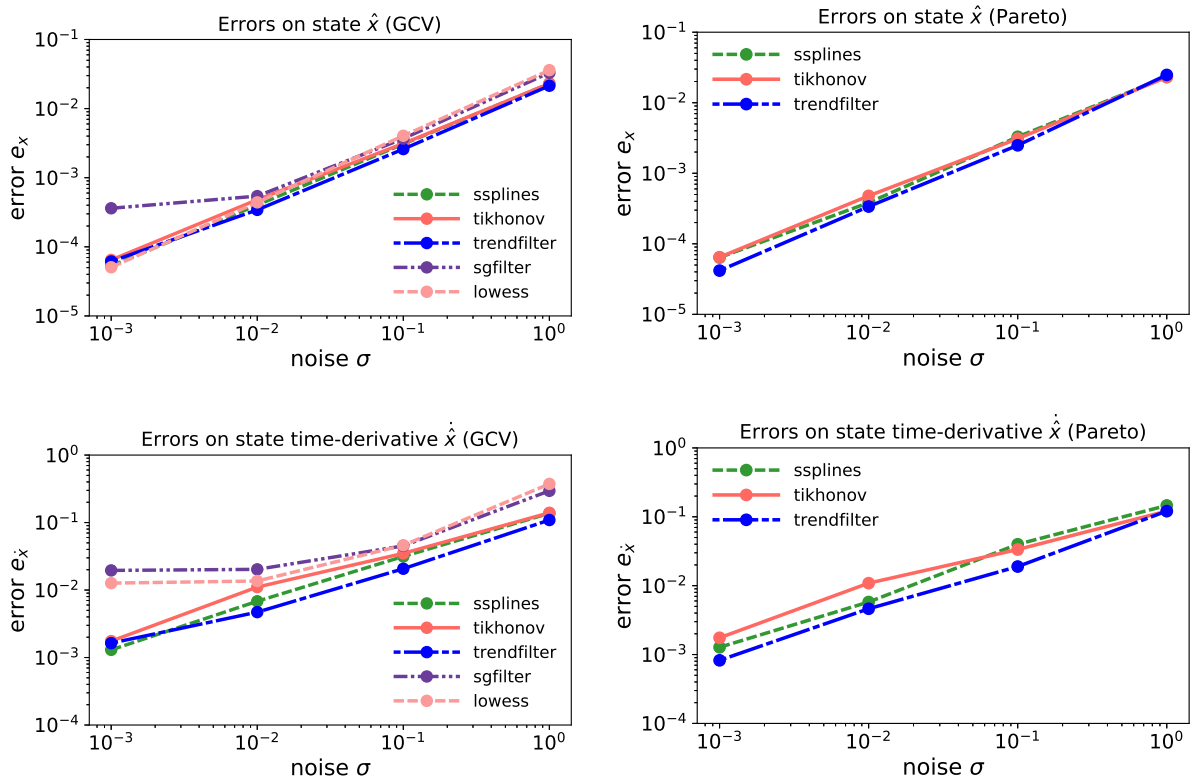 Errors on state x̂ (GCV)
10⁻¹
10⁻²
10⁻³
10⁻⁴
10⁻⁵
error eₓ
ssplines
tikhonov
trendfilter
sgfilter
lowess
10⁻³ 10⁻² 10⁻¹ 10⁰
noise σ
Errors on state x̂ (Pareto)
10⁻¹
10⁻²
10⁻³
10⁻⁴
10⁻⁵
error eₓ
ssplines
tikhonov
trendfilter
10⁻³ 10⁻² 10⁻¹ 10⁰
noise σ
Errors on state time-derivative x̂̇ (GCV)
10⁰
10⁻¹
10⁻²
10⁻³
10⁻⁴
error e_ẋ
ssplines
tikhonov
trendfilter
sgfilter
lowess
10⁻³ 10⁻² 10⁻¹ 10⁰
noise σ
Errors on state time-derivative x̂̇ (Pareto)
10⁰
10⁻¹
10⁻²
10⁻³
10⁻⁴
error e_ẋ
ssplines
tikhonov
trendfilter
10⁻³ 10⁻² 10⁻¹ 10⁰
noise σ